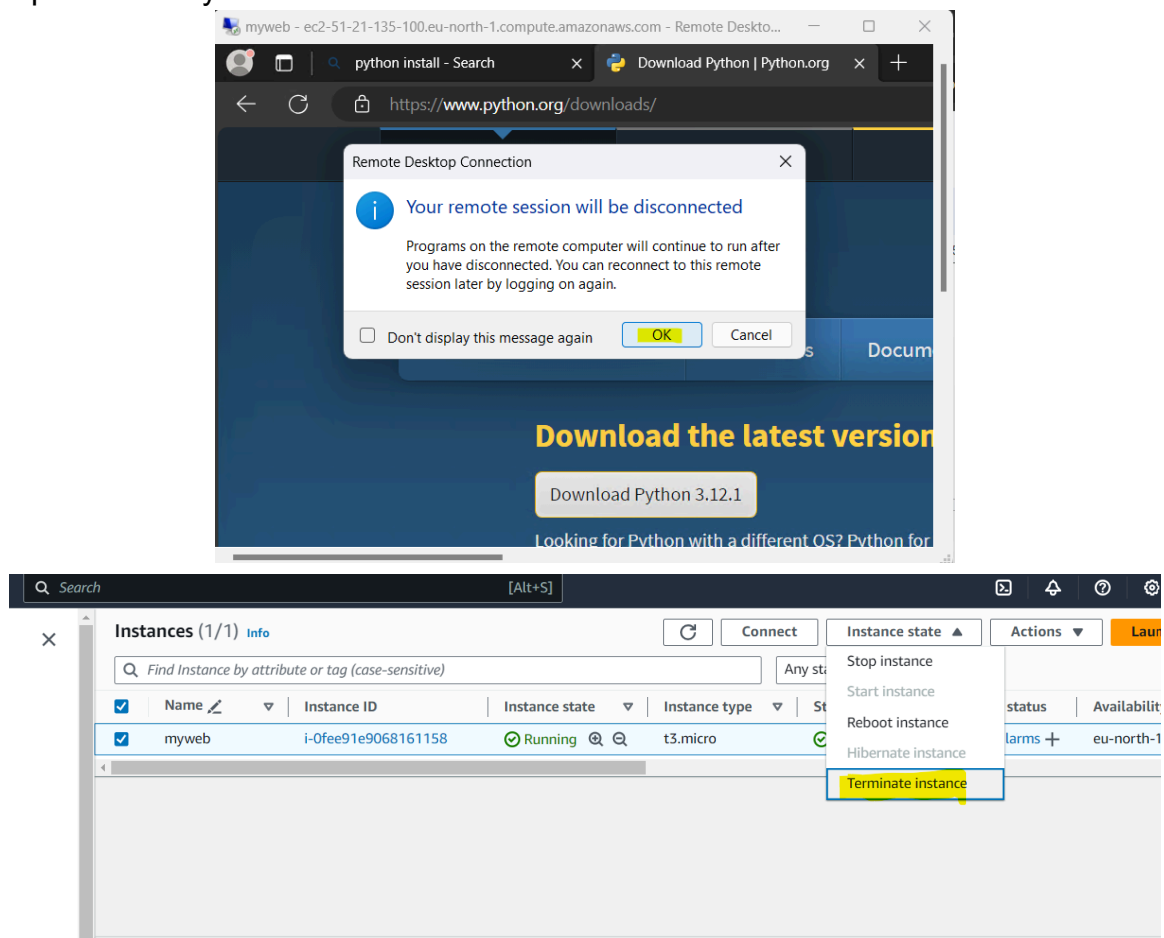 myweb - ec2-51-21-135-100.eu-north-1.compute.amazonaws.com - Remote Deskto...
python install - Search
Download Python | Python.org
https://www.python.org/downloads/
Remote Desktop Connection
Your remote session will be disconnected
Programs on the remote computer will continue to run after
you have disconnected. You can reconnect to this remote
session later by logging on again.
Don't display this message again
OK
Cancel
s
Docum
Download the latest version
Download Python 3.12.1
Looking for Python with a different OS? Python for
Search
[Alt+S]
Instances (1/1) Info
Connect
Instance state
Actions
Laun
Find Instance by attribute or tag (case-sensitive)
Any sta
Stop instance
Start instance
Reboot instance
Hibernate instance
Terminate instance
Name
Instance ID
Instance state
Instance type
St
status
Availability
myweb
i-0fee91e9068161158
Running
t3.micro
larms
eu-north-1